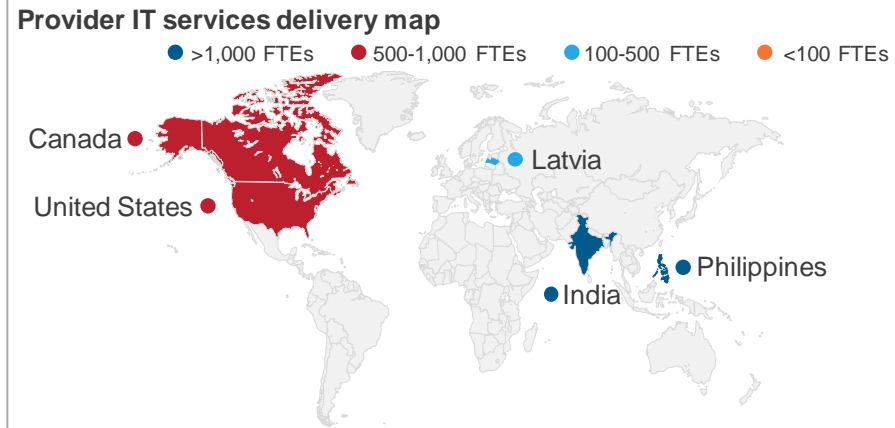 Provider IT services delivery map
>1,000 FTEs 500-1,000 FTEs 100-500 FTEs <100 FTEs
Canada
Latvia
United States
Philippines
India